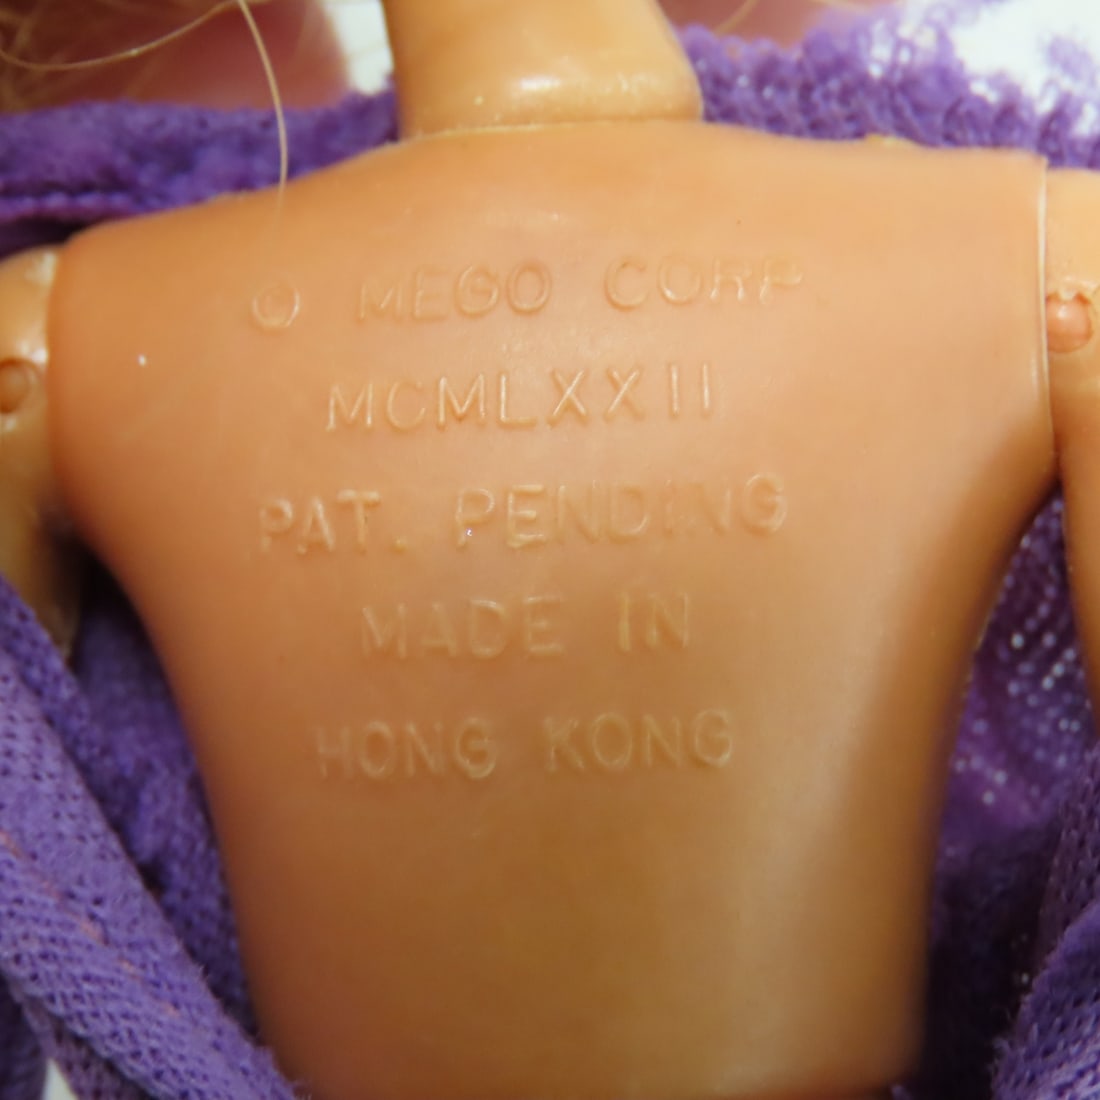 © MEGO CORP
MCMLXXII
PAT. PENDING
MADE IN
HONG KONG